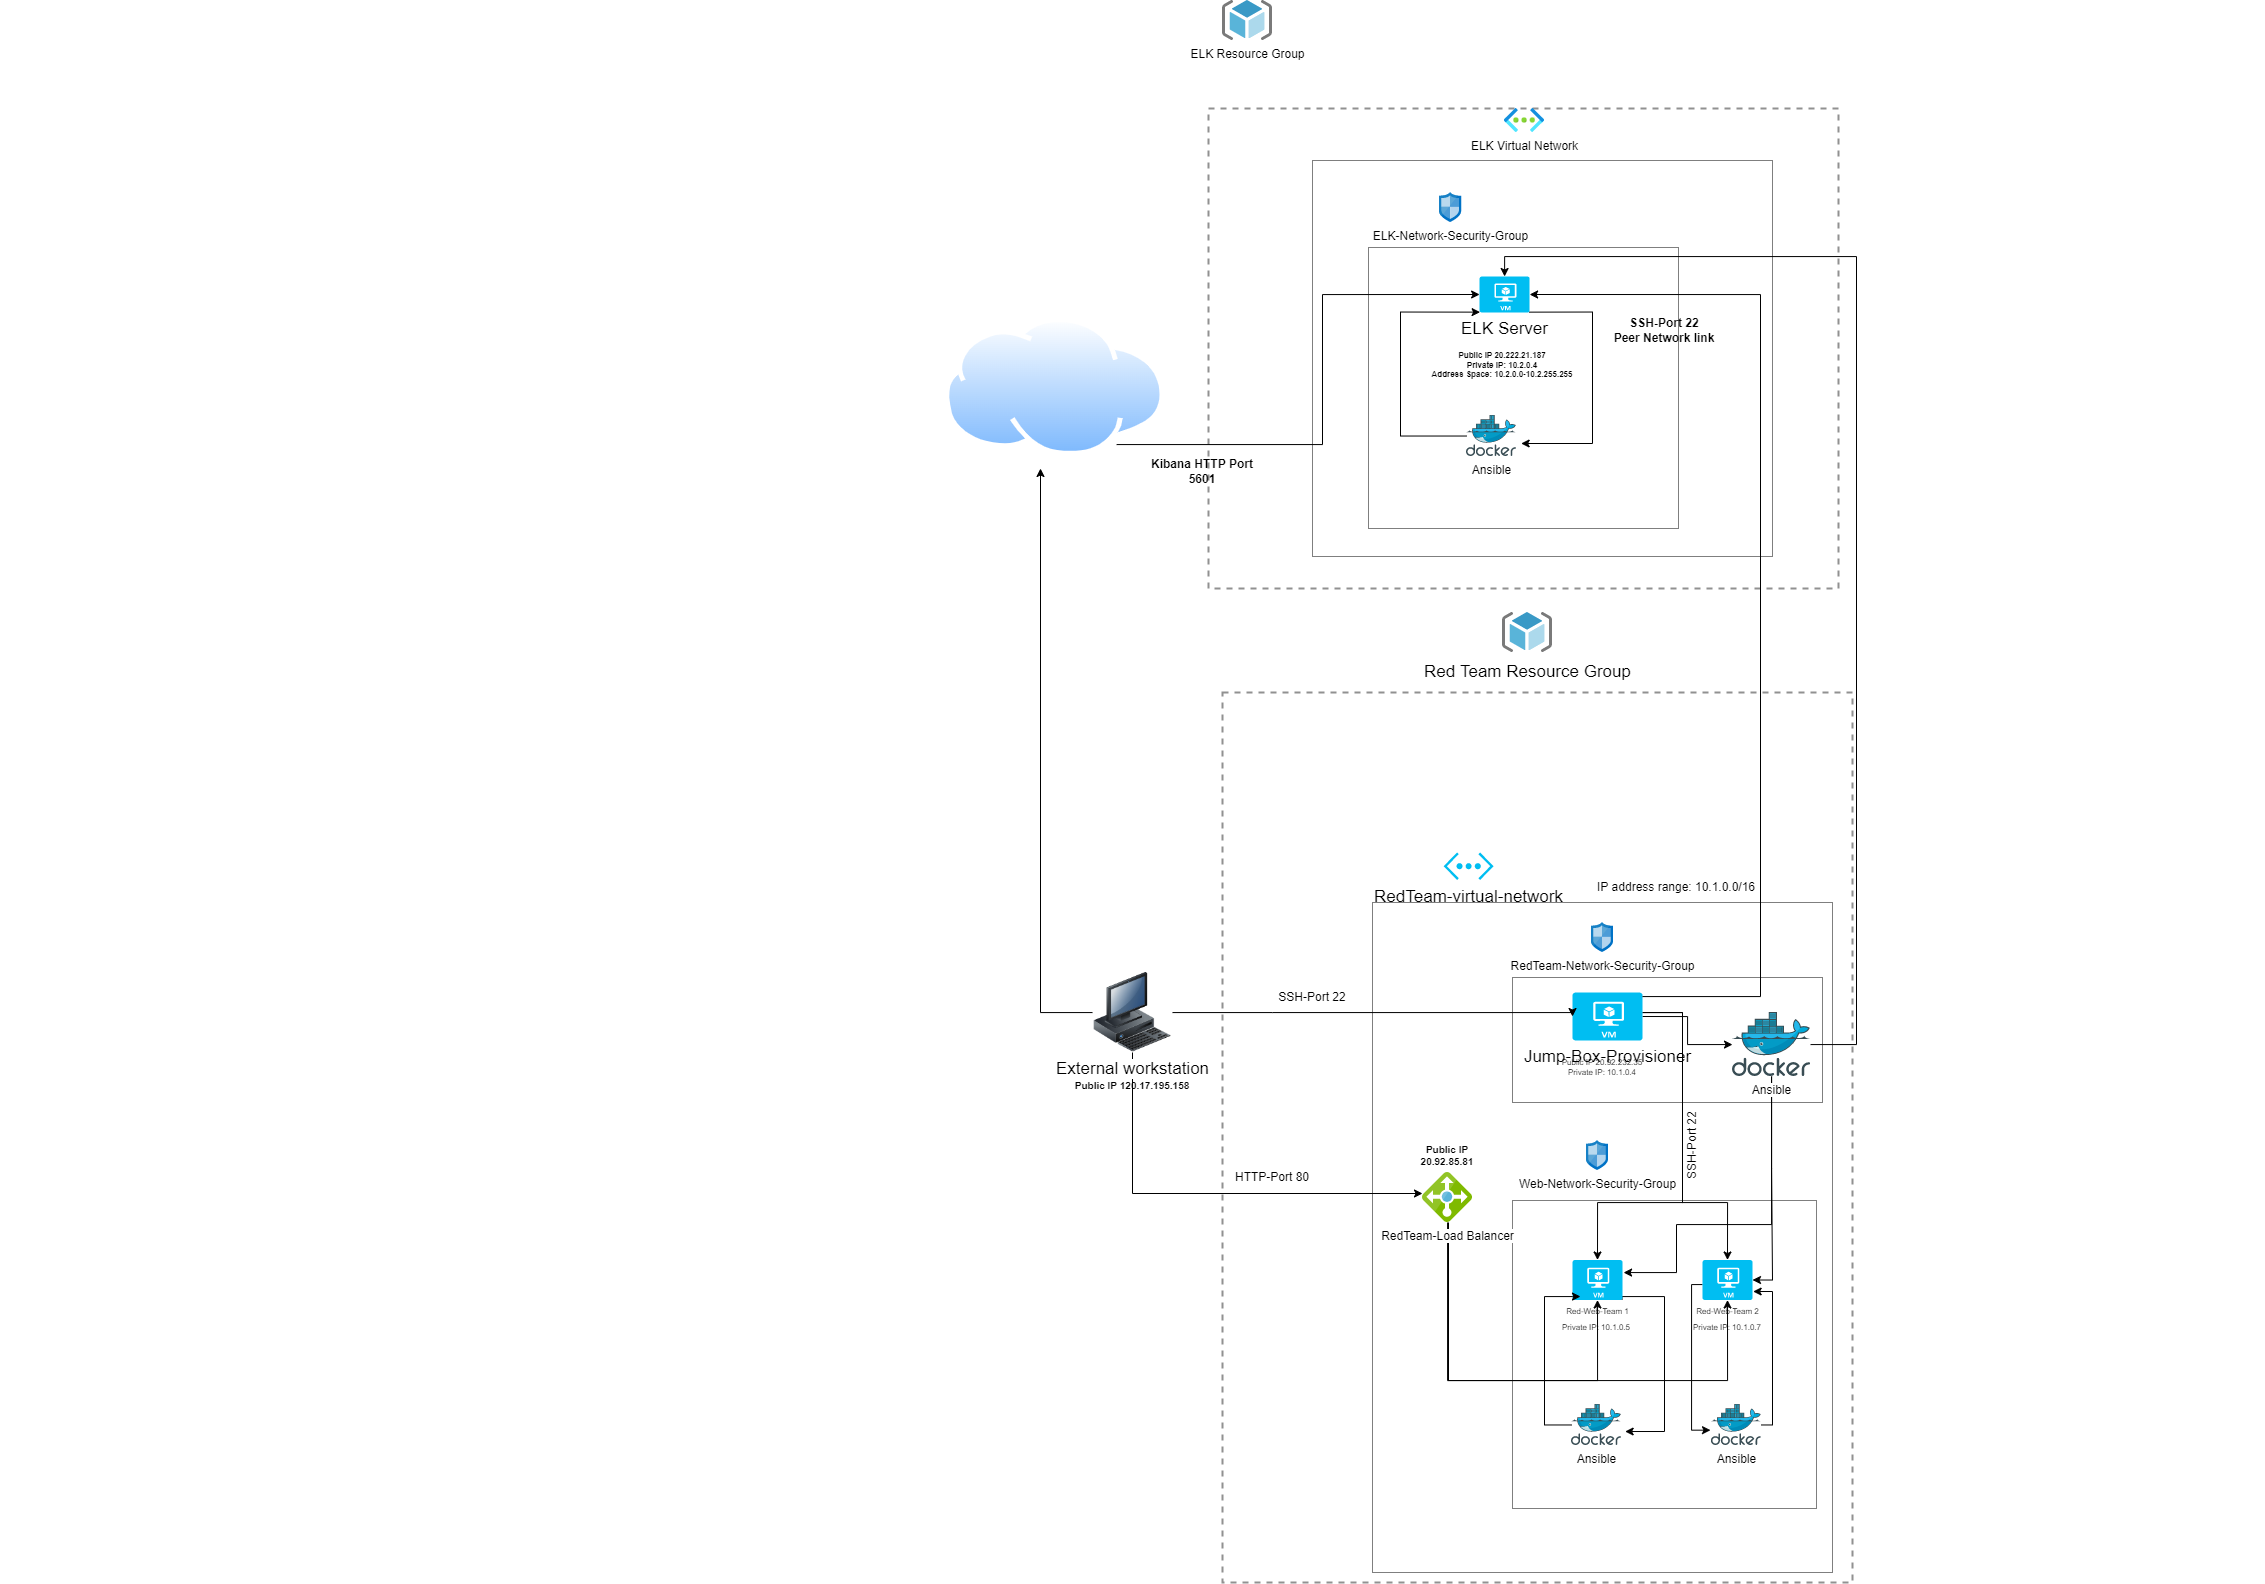 ELK Resource Group
ELK Virtual Network
ELK-Network-Security-Group
VM
ELK Server
SSH-Port 22
Peer Network link
Public IP 20.222.21.187
Private IP: 10.2.0.4
Address Space: 10.2.0.0-10.2.255.255
docker
Ansible
Kibana HTTP Port
5601
Red Team Resource Group
IP address range: 10.1.0.0/16
RedTeam-virtual-network
RedTeam-Network-Security-Group
SSH-Port 22
VM
Jump-Box-Provisioner
Public IP
Private IP: 10.1.0.4
docker
Ansible
External workstation
Public IP 120.17.195.158
SSH-Port 22
Public IP
20.92.85.81
HTTP-Port 80
Web-Network-Security-Group
RedTeam-Load Balancer
VM
VM
Red-Web-Team 1
Red-Web-Team 2
Private IP: 10.1.0.5
Private IP: 10.1.0.7
docker
docker
Ansible
Ansible